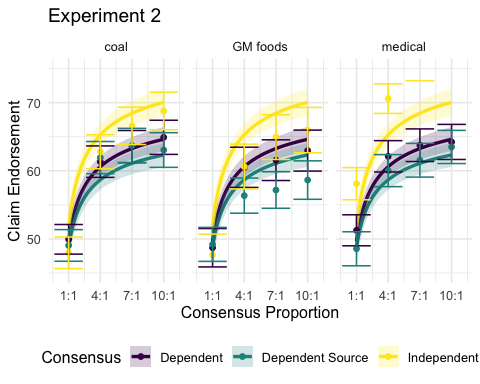 Experiment 2
coal GM foods medical
Claim Endorsement
70
60
50
1:1 4:1 7:1 10:1 1:1 4:1 7:1 10:1 1:1 4:1 7:1 10:1
Consensus Proportion
Consensus Dependent Dependent Source Independent